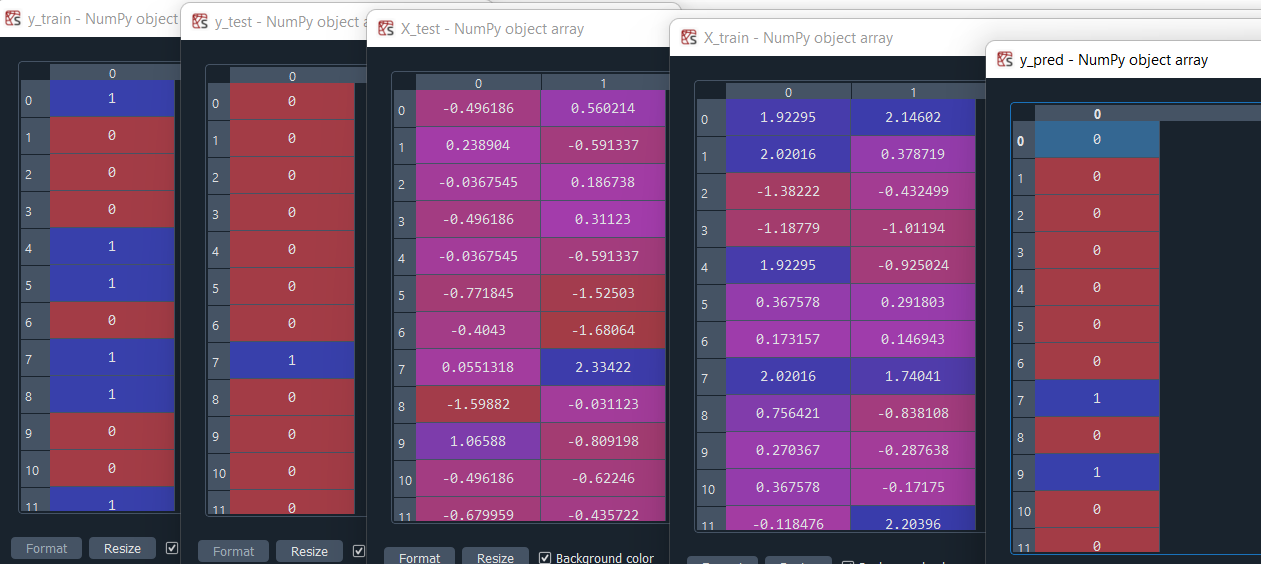 y_train - NumPy object
0
0 1
1 0
2 0
3 0
4 1
5 1
6 0
7 1
8 1
9 0
10 0
11 1
Format Resize
y_test - NumPy object
0
0 0
1 0
2 0
3 0
4 0
5 0
6 0
7 1
8 0
9 0
10 0
11 0
Format Resize
X_test - NumPy object array
0 1
0 -0.496186 0.560214
1 0.238904 -0.591337
2 -0.0367545 0.186738
3 -0.496186 0.31123
4 -0.0367545 -0.591337
5 -0.771845 -1.52503
6 -0.4043 -1.68064
7 0.0551318 2.33422
8 -1.59882 -0.031123
9 1.06588 -0.809198
10 -0.496186 -0.62246
11 -0.679959 -0.435722
Format Resize Background color
X_train - NumPy object array
0 1
0 1.92295 2.14602
1 2.02016 0.378719
2 -1.38222 -0.432499
3 -1.18779 -1.01194
4 1.92295 -0.925024
5 0.367578 0.291803
6 0.173157 0.146943
7 2.02016 1.74041
8 0.756421 -0.838108
9 0.270367 -0.287638
10 0.367578 -0.17175
11 -0.118476 2.20396
y_pred - NumPy object array
0
0 0
1 0
2 0
3 0
4 0
5 0
6 0
7 1
8 0
9 1
10 0
11 0